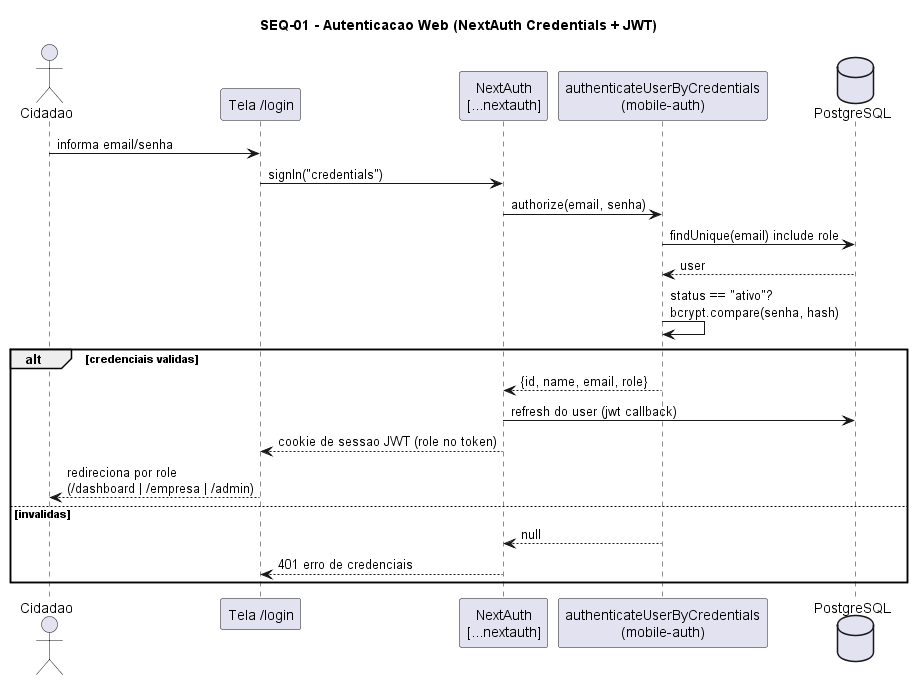 SEQ-01 - Autenticacao Web (NextAuth Credentials + JWT)
Cidadao
Tela /login
NextAuth
[...nextauth]
authenticateUserByCredentials
(mobile-auth)
PostgreSQL
informa email/senha
signIn("credentials")
authorize(email, senha)
findUnique(email) include role
user
status == "ativo"?
bcrypt.compare(senha, hash)
alt
[credenciais validas]
{id, name, email, role}
refresh do user (jwt callback)
cookie de sessao JWT (role no token)
redireciona por role
(/dashboard | /empresa | /admin)
[invalidas]
null
401 erro de credenciais
Cidadao
Tela /login
NextAuth
[...nextauth]
authenticateUserByCredentials
(mobile-auth)
PostgreSQL